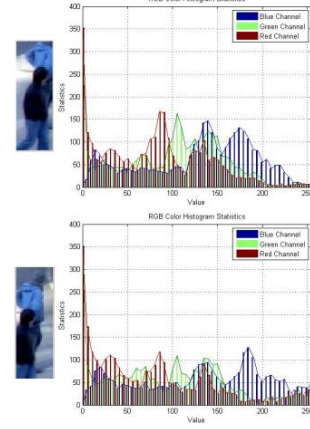 RGB Color Histogram Statistics
400
350
300
250
200
150
100
50
0
Statistics
Blue Channel
Green Channel
Red Channel
0 50 100 150 200 250
Value
RGB Color Histogram Statistics
400
350
300
250
200
150
100
50
0
Statistics
Blue Channel
Green Channel
Red Channel
0 50 100 150 200 250
Value